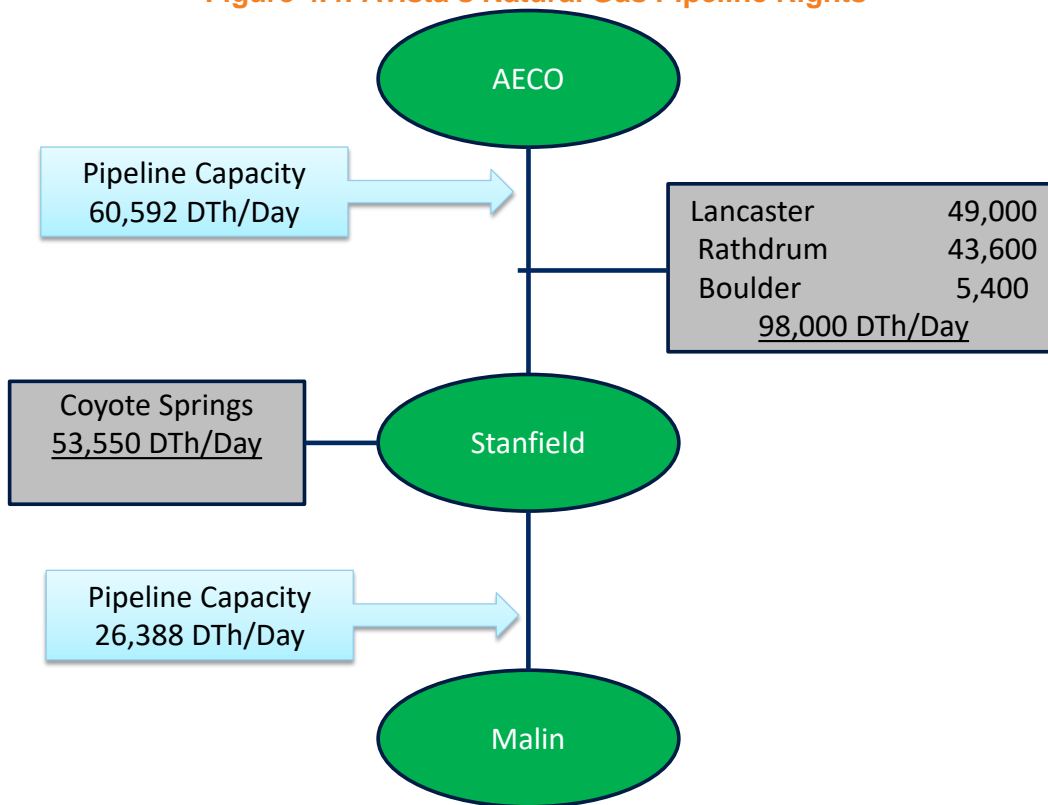 AECO
Pipeline Capacity
60,592 DTh/Day
Lancaster 49,000
Rathdrum 43,600
Boulder 5,400
98,000 DTh/Day
Coyote Springs
53,550 DTh/Day
Stanfield
Pipeline Capacity
26,388 DTh/Day
Malin